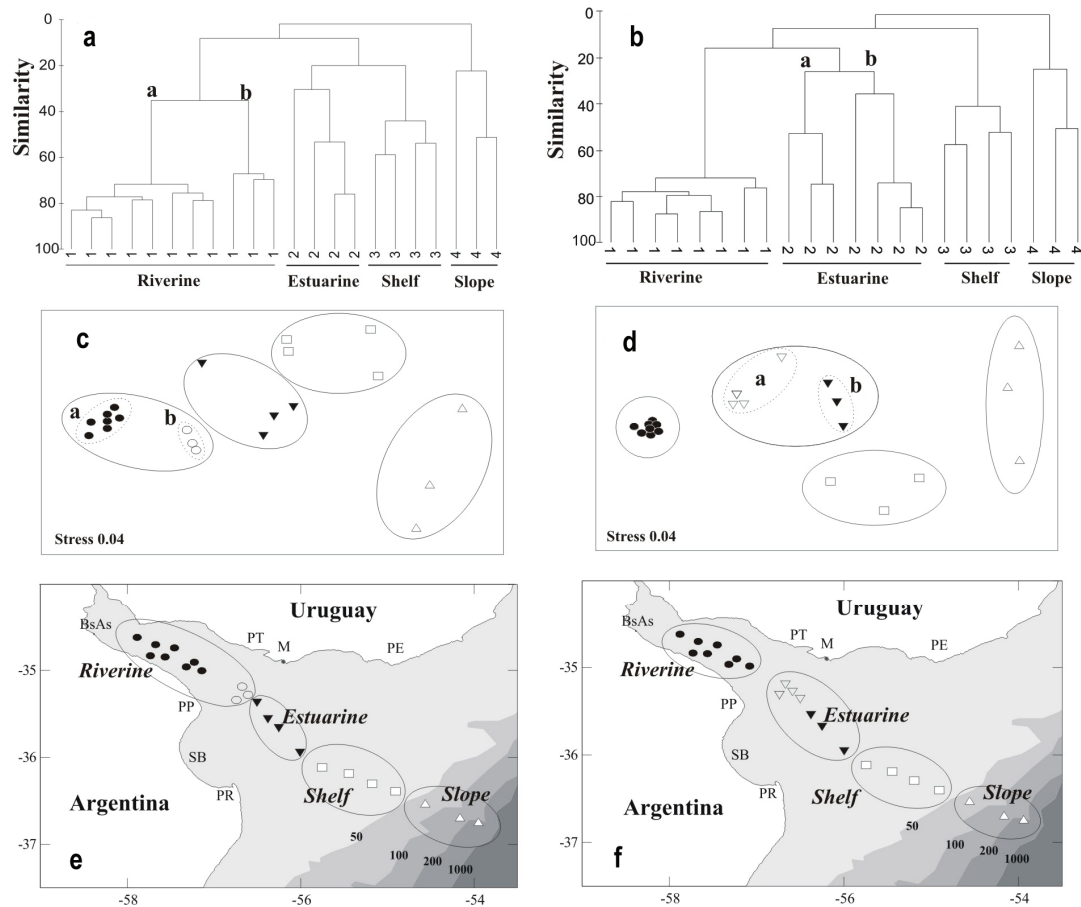 a
0
20
40
60
80
100
Similarity
a
b
1 1 1 1 1 1 1 1 1 1 1 2 2 2 2 3 3 3 3 4 4 4
Riverine
Estuarine
Shelf
Slope
b
0
20
40
60
80
100
Similarity
a
b
1 1 1 1 1 1 1 1 2 2 2 2 2 2 2 3 3 3 3 4 4 4
Riverine
Estuarine
Shelf
Slope
c
a
b
Stress 0.04
d
a
b
Stress 0.04
BsAs
Uruguay
PT
M
PE
-35
Riverine
PP
Estuarine
-36
SB
PR
Argentina
Shelf
Slope
50
-37
e
100
200
1000
-58
-56
-54
BsAs
Uruguay
PT
M
PE
-35
Riverine
PP
Estuarine
-36
SB
PR
Argentina
Shelf
Slope
50
-37
f
100
200
1000
-58
-56
-54